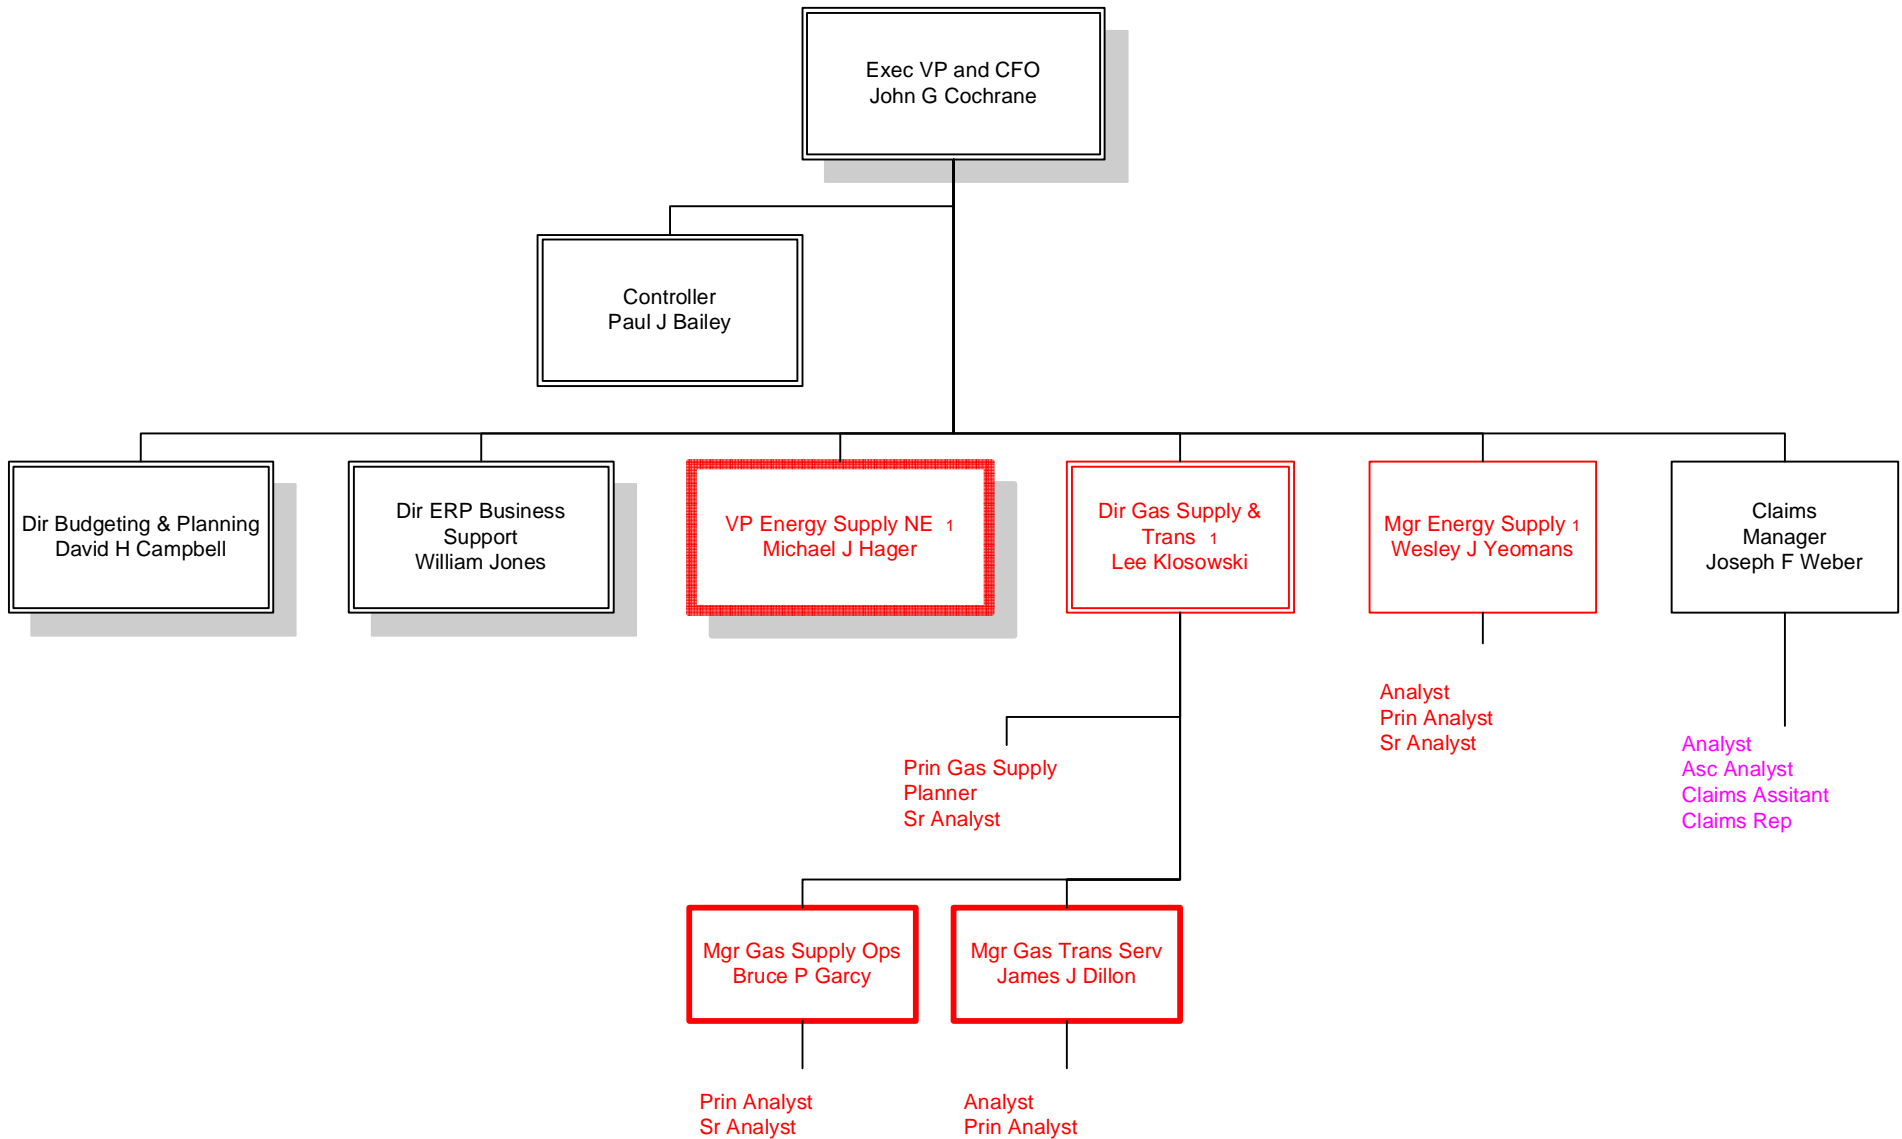 Exec VP and CFO
John G Cochrane
Controller
Paul J Bailey
Dir Budgeting & Planning
David H Campbell
Dir ERP Business
Support
William Jones
VP Energy Supply NE 1
Michael J Hager
Dir Gas Supply &
Trans 1
Lee Klosowski
Mgr Energy Supply 1
Wesley J Yeomans
Claims
Manager
Joseph F Weber
Analyst
Prin Analyst
Sr Analyst
Analyst
Asc Analyst
Claims Assitant
Claims Rep
Prin Gas Supply
Planner
Sr Analyst
Mgr Gas Supply Ops
Bruce P Garcy
Mgr Gas Trans Serv
James J Dillon
Prin Analyst
Sr Analyst
Analyst
Prin Analyst